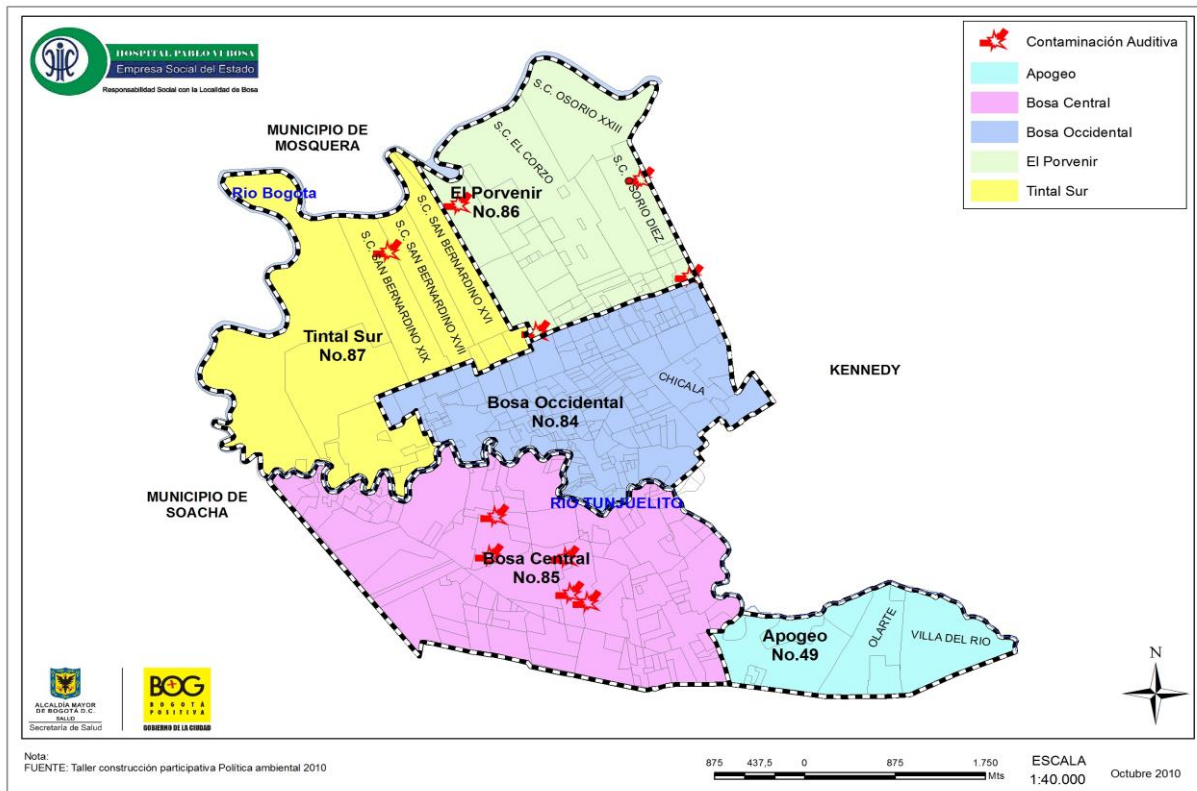 HOSPITAL PABLO VI BOSA
Empresa Social del Estado
Responsabilidad Social con la Localidad de Bosa
Contaminación Auditiva
Apogeo
Bosa Central
Bosa Occidental
El Porvenir
Tintal Sur
MUNICIPIO DE
MOSQUERA
Rio Bogota
S.C. OSORIO XXIII
S.C. EL CORZO
S.C. OSORIO DIEZ
El Porvenir
No.86
S.C. SAN BERNARDINO XVI
S.C. SAN BERNARDINO XVII
S.C. SAN BERNARDINO XIX
Tintal Sur
No.87
KENNEDY
CHICALA
Bosa Occidental
No.84
MUNICIPIO DE
SOACHA
RIO TUNJUELITO
Bosa Central
No.85
Apogeo
No.49
OLARTE
VILLA DEL RIO
N
ALCALDÍA MAYOR
DE BOGOTÁ D.C.
SALUD
Secretaría de Salud
BOG
BOGOTÁ
POSITIVA
GOBIERNO DE LA CIUDAD
Nota:
FUENTE: Taller construcción participativa Política ambiental 2010
875 437,5 0 875 1.750
Mts
ESCALA
1:40.000
Octubre 2010